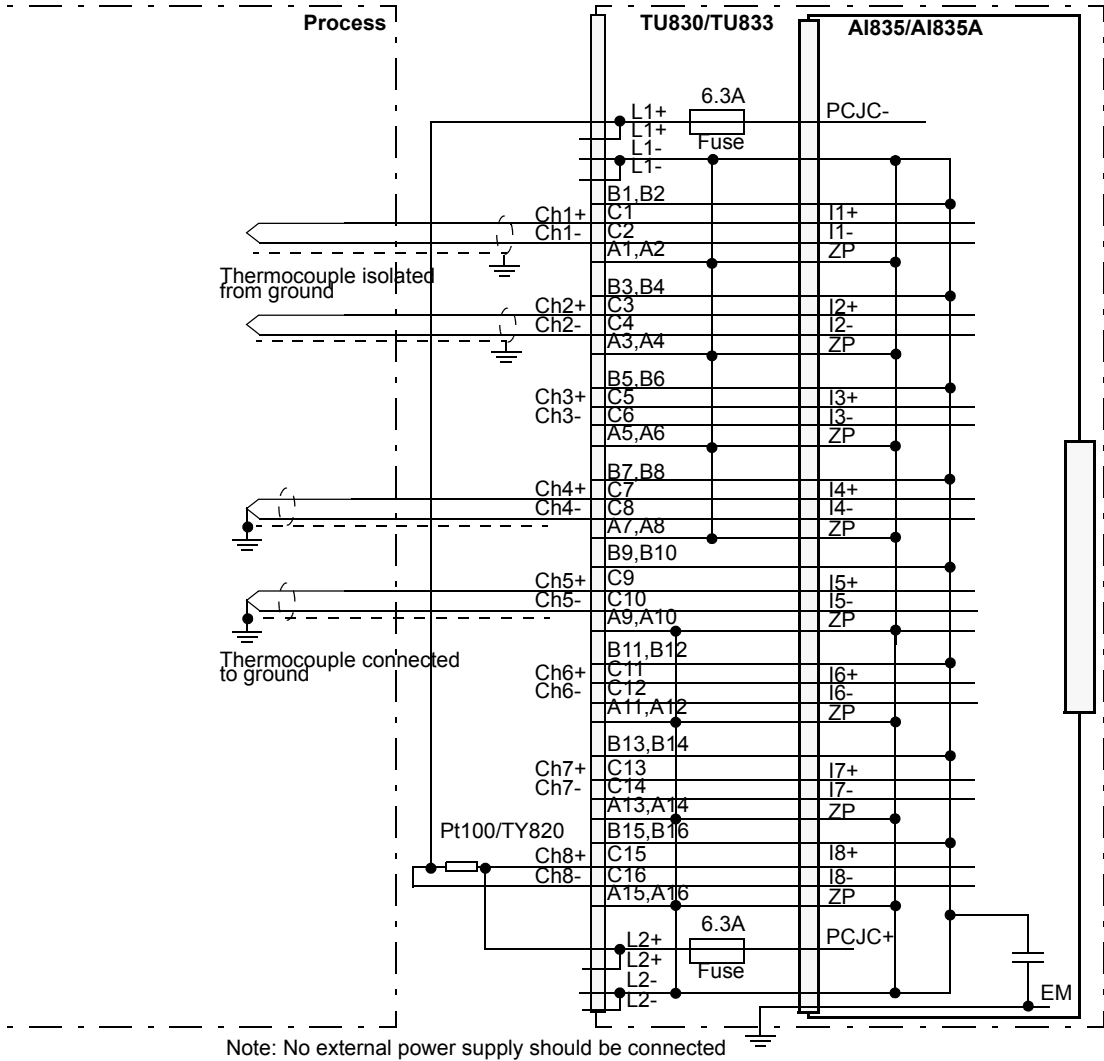 Process
TU830/TU833
AI835/AI835A
6.3A
L1+
PCJC-
L1+
Fuse
L1-
L1-
B1,B2
Ch1+ C1 I1+
Ch1- C2 I1-
A1,A2 ZP
Thermocouple isolated
from ground
B3,B4
Ch2+ C3 I2+
Ch2- C4 I2-
A3,A4 ZP
B5,B6
Ch3+ C5 I3+
Ch3- C6 I3-
A5,A6 ZP
B7,B8
Ch4+ C7 I4+
Ch4- C8 I4-
A7,A8 ZP
B9,B10
Ch5+ C9 I5+
Ch5- C10 I5-
A9,A10 ZP
Thermocouple connected
to ground
B11,B12
Ch6+ C11 I6+
Ch6- C12 I6-
A11,A12 ZP
B13,B14
Ch7+ C13 I7+
Ch7- C14 I7-
A13,A14 ZP
Pt100/TY820
B15,B16
Ch8+ C15 I8+
Ch8- C16 I8-
A15,A16 ZP
6.3A
L2+
PCJC+
L2+
Fuse
L2-
L2-
EM
Note: No external power supply should be connected